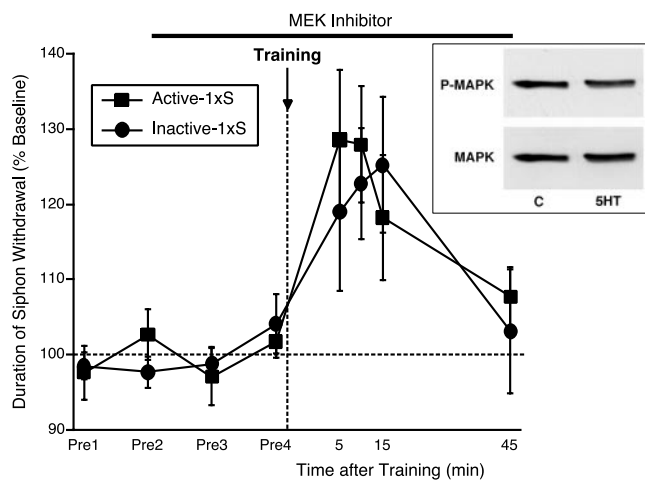 MEK Inhibitor
140
130
120
110
100
90
Duration of Siphon Withdrawal (% Baseline)
Training
Active-1xS
Inactive-1xS
P-MAPK
MAPK
C 5HT
Pre1 Pre2 Pre3 Pre4 5 15 45
Time after Training (min)